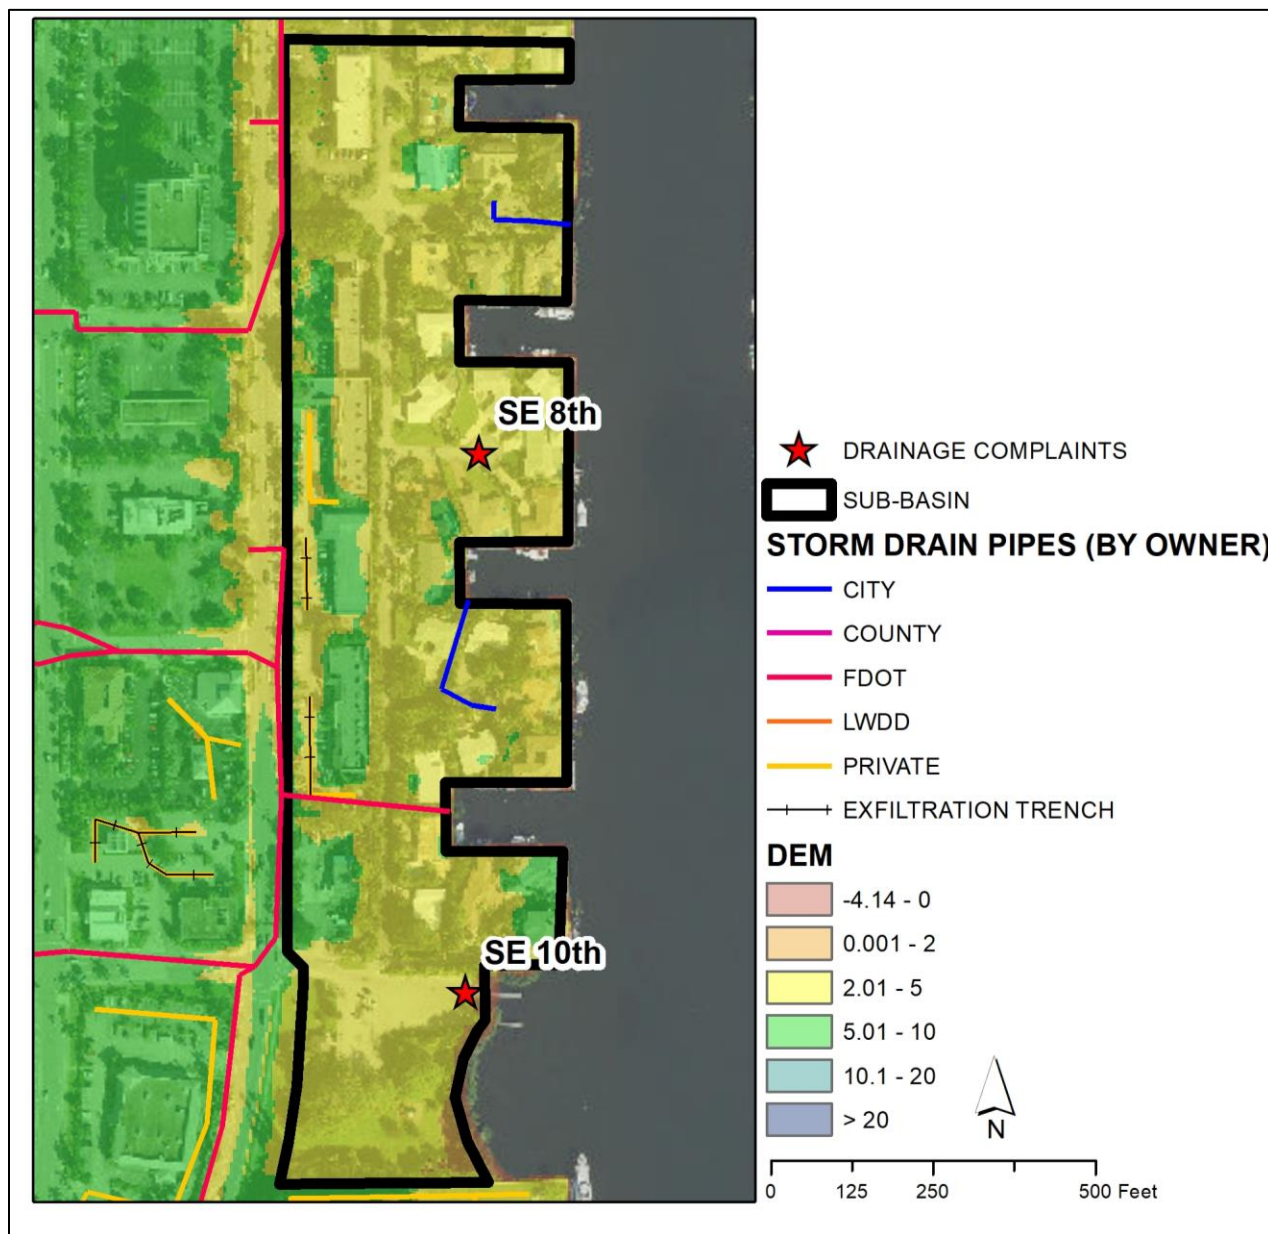 SE 8th
SE 10th
DRAINAGE COMPLAINTS
SUB-BASIN
STORM DRAIN PIPES (BY OWNER)
CITY
COUNTY
FDOT
LWDD
PRIVATE
EXFILTRATION TRENCH
DEM
-4.14 - 0
0.001 - 2
2.01 - 5
5.01 - 10
10.1 - 20
> 20
N
0 125 250 500 Feet